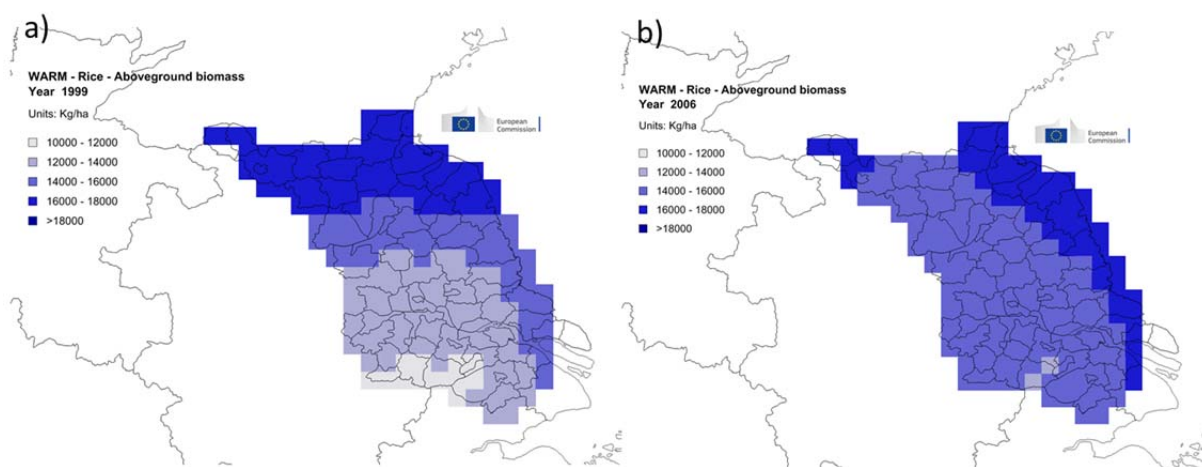 a)
WARM - Rice - Aboveground biomass
Year 1999
Units: Kg/ha
10000 - 12000
12000 - 14000
14000 - 16000
16000 - 18000
>18000
European
Commission
b)
WARM - Rice - Aboveground biomass
Year 2006
Units: Kg/ha
10000 - 12000
12000 - 14000
14000 - 16000
16000 - 18000
>18000
European
Commission